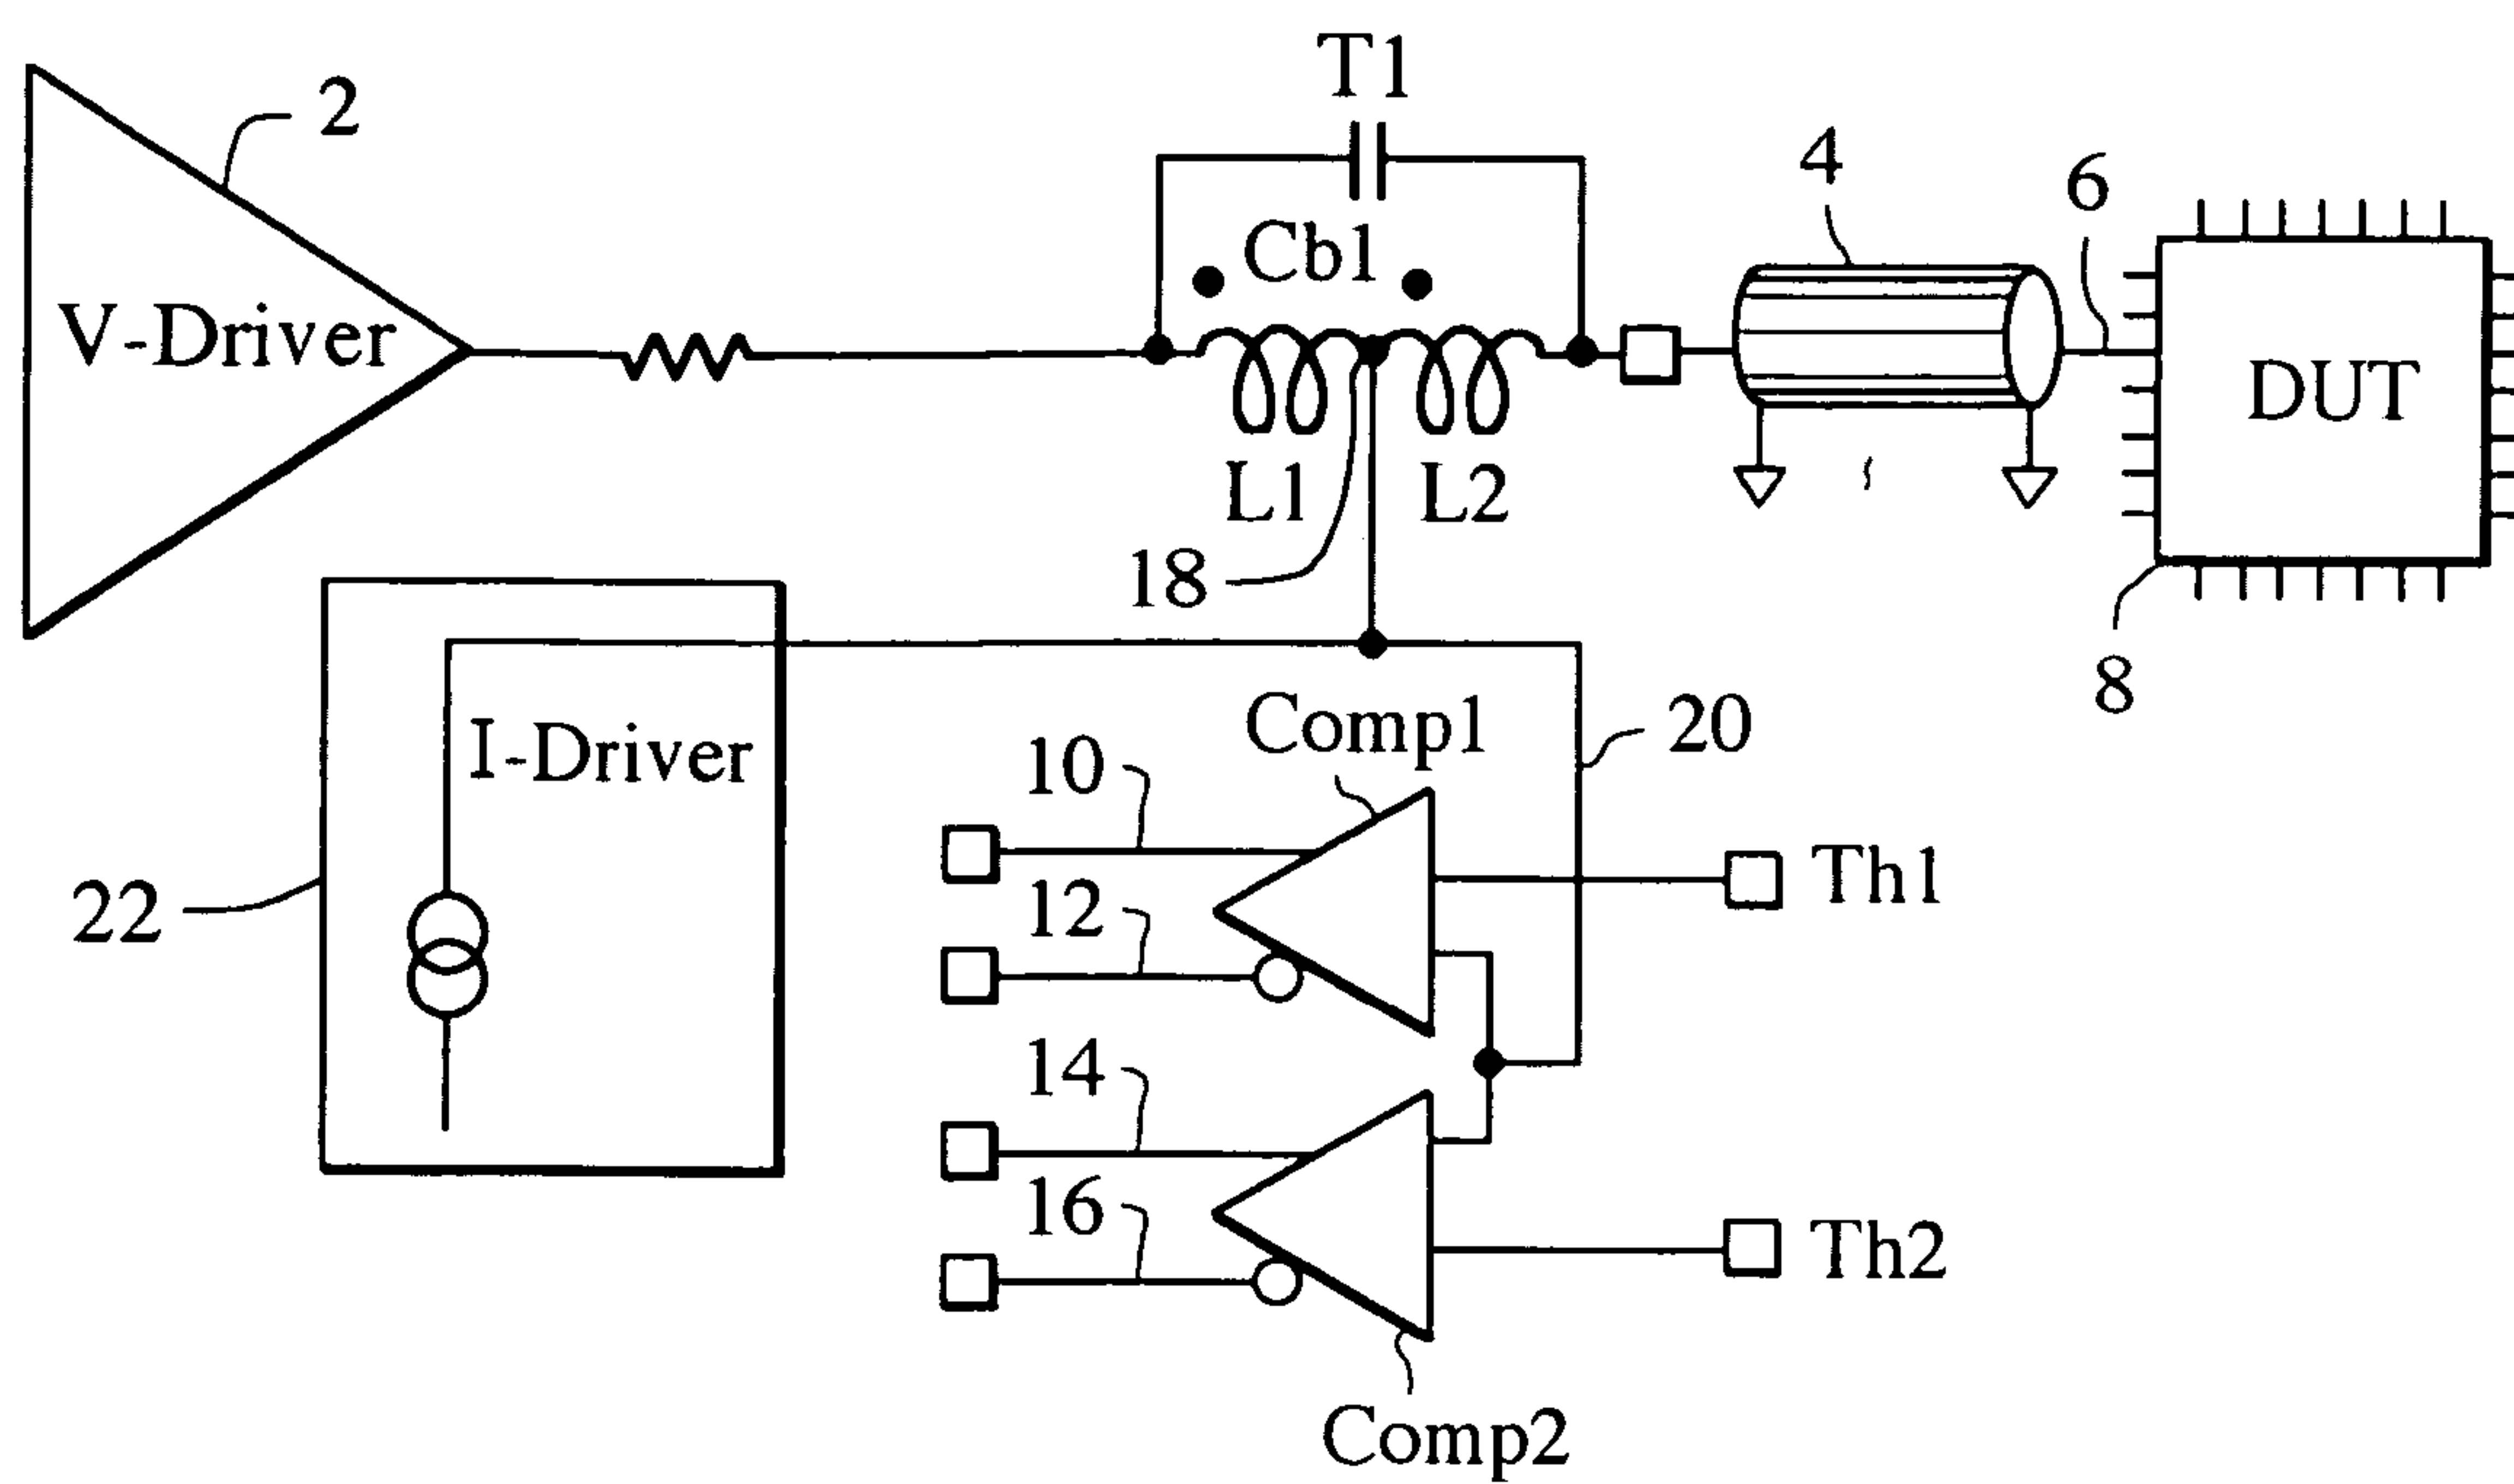 T1
2
4
6
Cb1
V-Driver
DUT
L1
L2
18
8
20
Comp1
I-Driver
10
Th1
12
22
14
16
Th2
Comp2